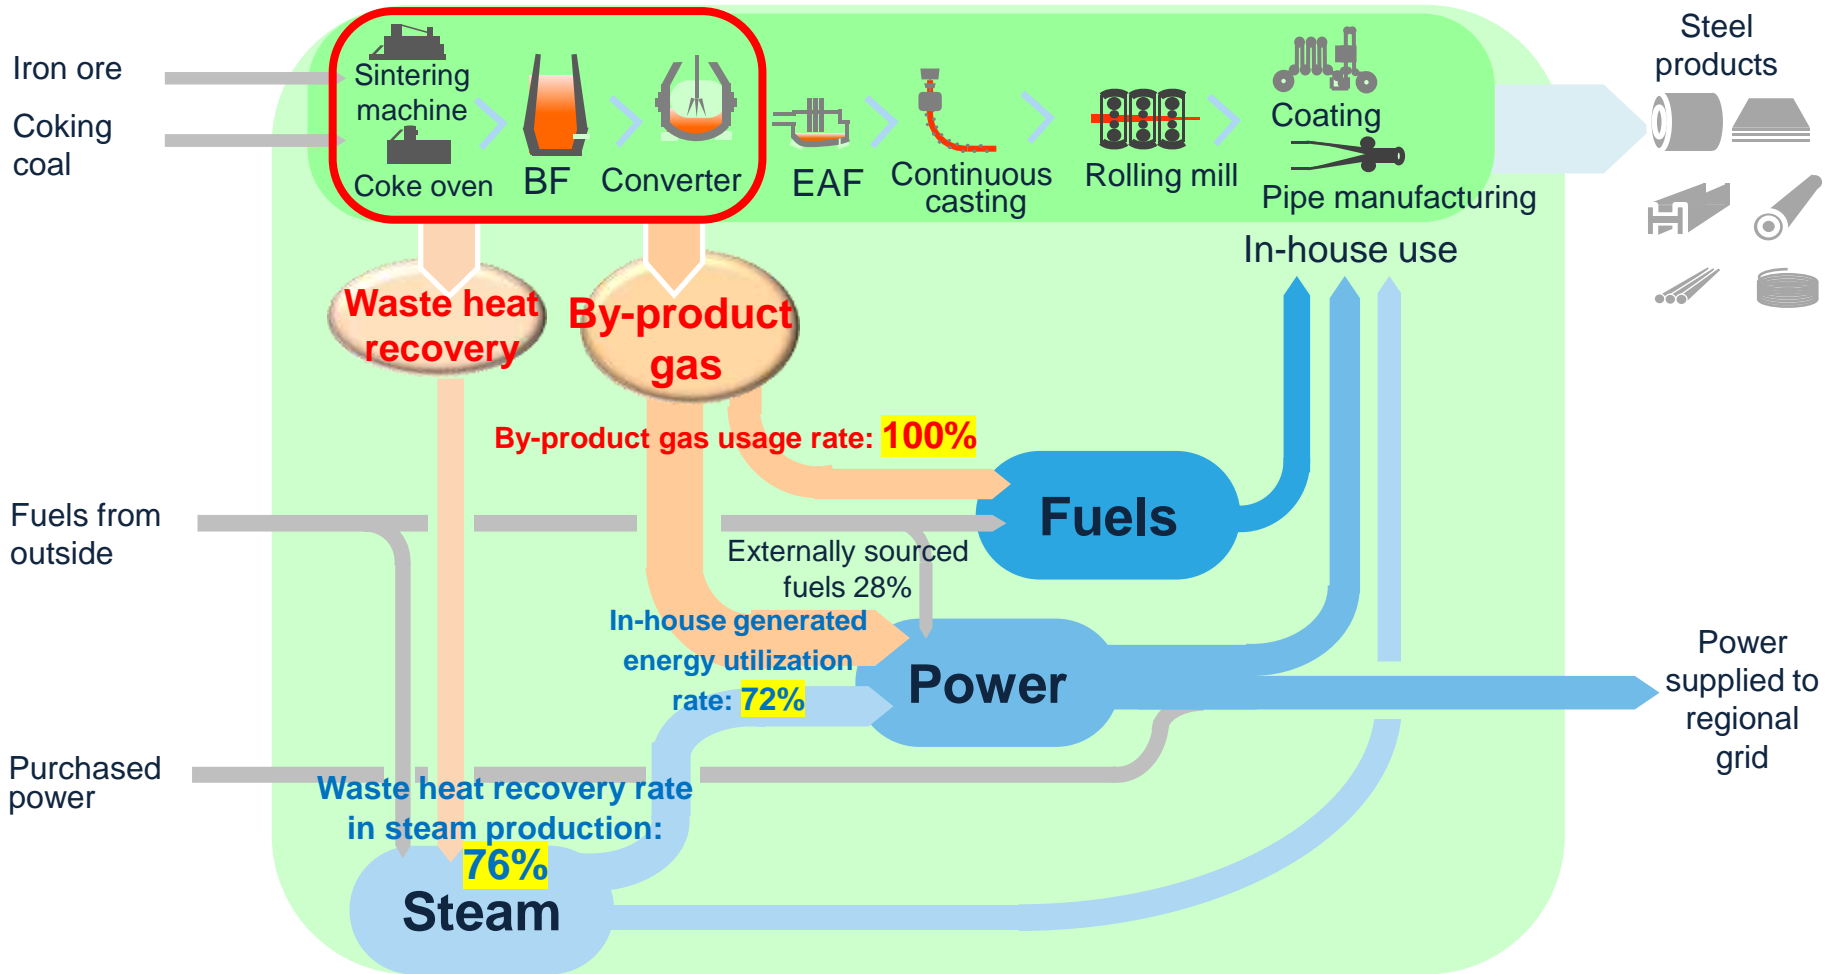 Iron ore
Coking
coal
Sintering
machine
Coke oven
BF
Converter
EAF
Continuous
casting
Rolling mill
Coating
Pipe manufacturing
Steel
products
In-house use
Waste heat
recovery
By-product
gas
By-product gas usage rate: 100%
Fuels from
outside
Fuels
Externally sourced
fuels 28%
In-house generated
energy utilization
rate: 72%
Power
Power
supplied to
regional
grid
Purchased
power
Waste heat recovery rate
in steam production:
76%
Steam